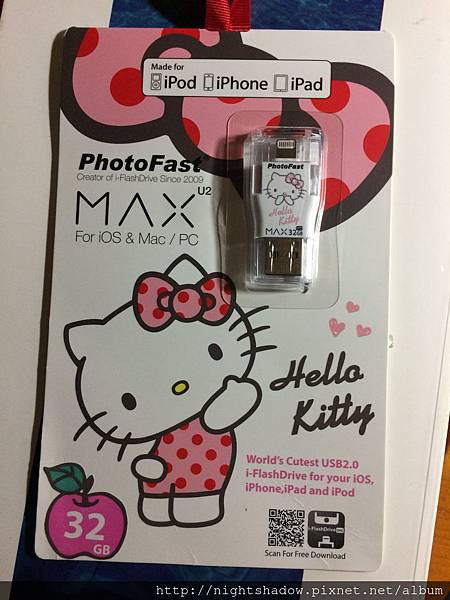 Made for
iPod iPhone iPad
PhotoFast
Creator of i-FlashDrive Since 2009
MAX U2
For iOS & Mac / PC
PhotoFast
Hello Kitty
MAX 32GB
Hello
Kitty
World's Cutest USB2.0
i-FlashDrive for your iOS,
iPhone,iPad and iPod
32
GB
i-FlashDrive
Scan For Free Download
http://nightshadow.pixnet.net/album